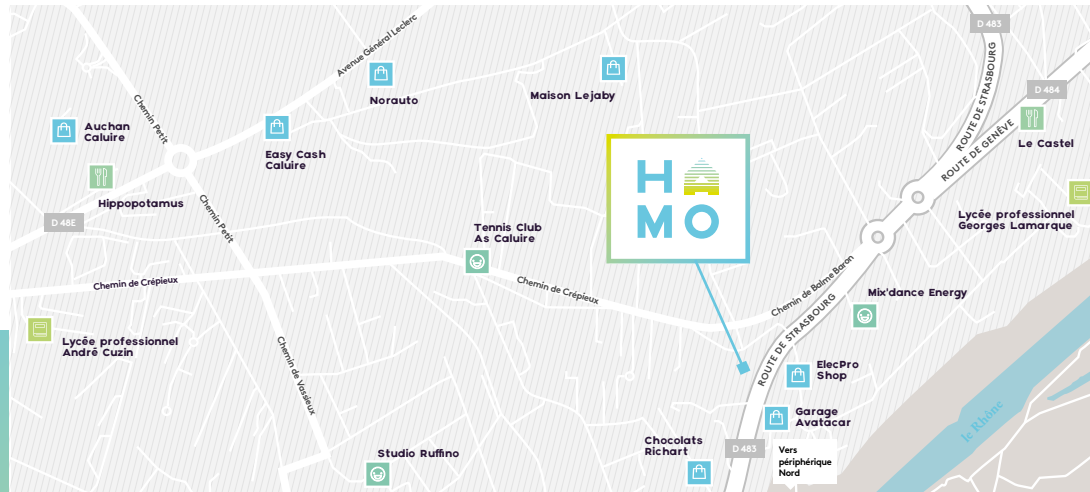 D 483
Avenue Général Leclerc
ROUTE DE STRASBOURG
Norauto
Maison Lejaby
D 484
Chemin Petit
Auchan
Caluire
Easy Cash
Caluire
ROUTE DE GENÈVE
Le Castel
Hippopotamus
H
MO
Chemin Petit
D 48E
Tennis Club
As Caluire
Lycée professionnel
Georges Lamarque
Chemin de Crépieux
Chemin de Crépieux
Chemin de Balme Baron
Mix'dance Energy
Lycée professionnel
André Cuzin
ROUTE DE STRASBOURG
Chemin de Vassieux
ElecPro
Shop
Garage
Avatacar
le Rhône
Studio Ruffino
Chocolats
Richart
D 483
Vers
périphérique
Nord